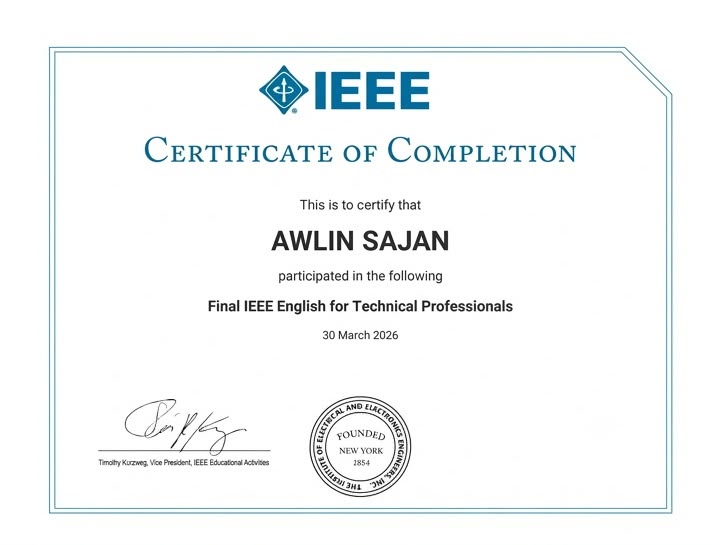 IEEE
®
CERTIFICATE OF COMPLETION
This is to certify that
AWLIN SAJAN
participated in the following
Final IEEE English for Technical Professionals
30 March 2026
Timothy Kurzweg, Vice President, IEEE Educational Activities
THE INSTITUTE OF ELECTRICAL AND ELACTRONICS ENGINEERS, INC.
FOUNDED
NEW YORK
1854